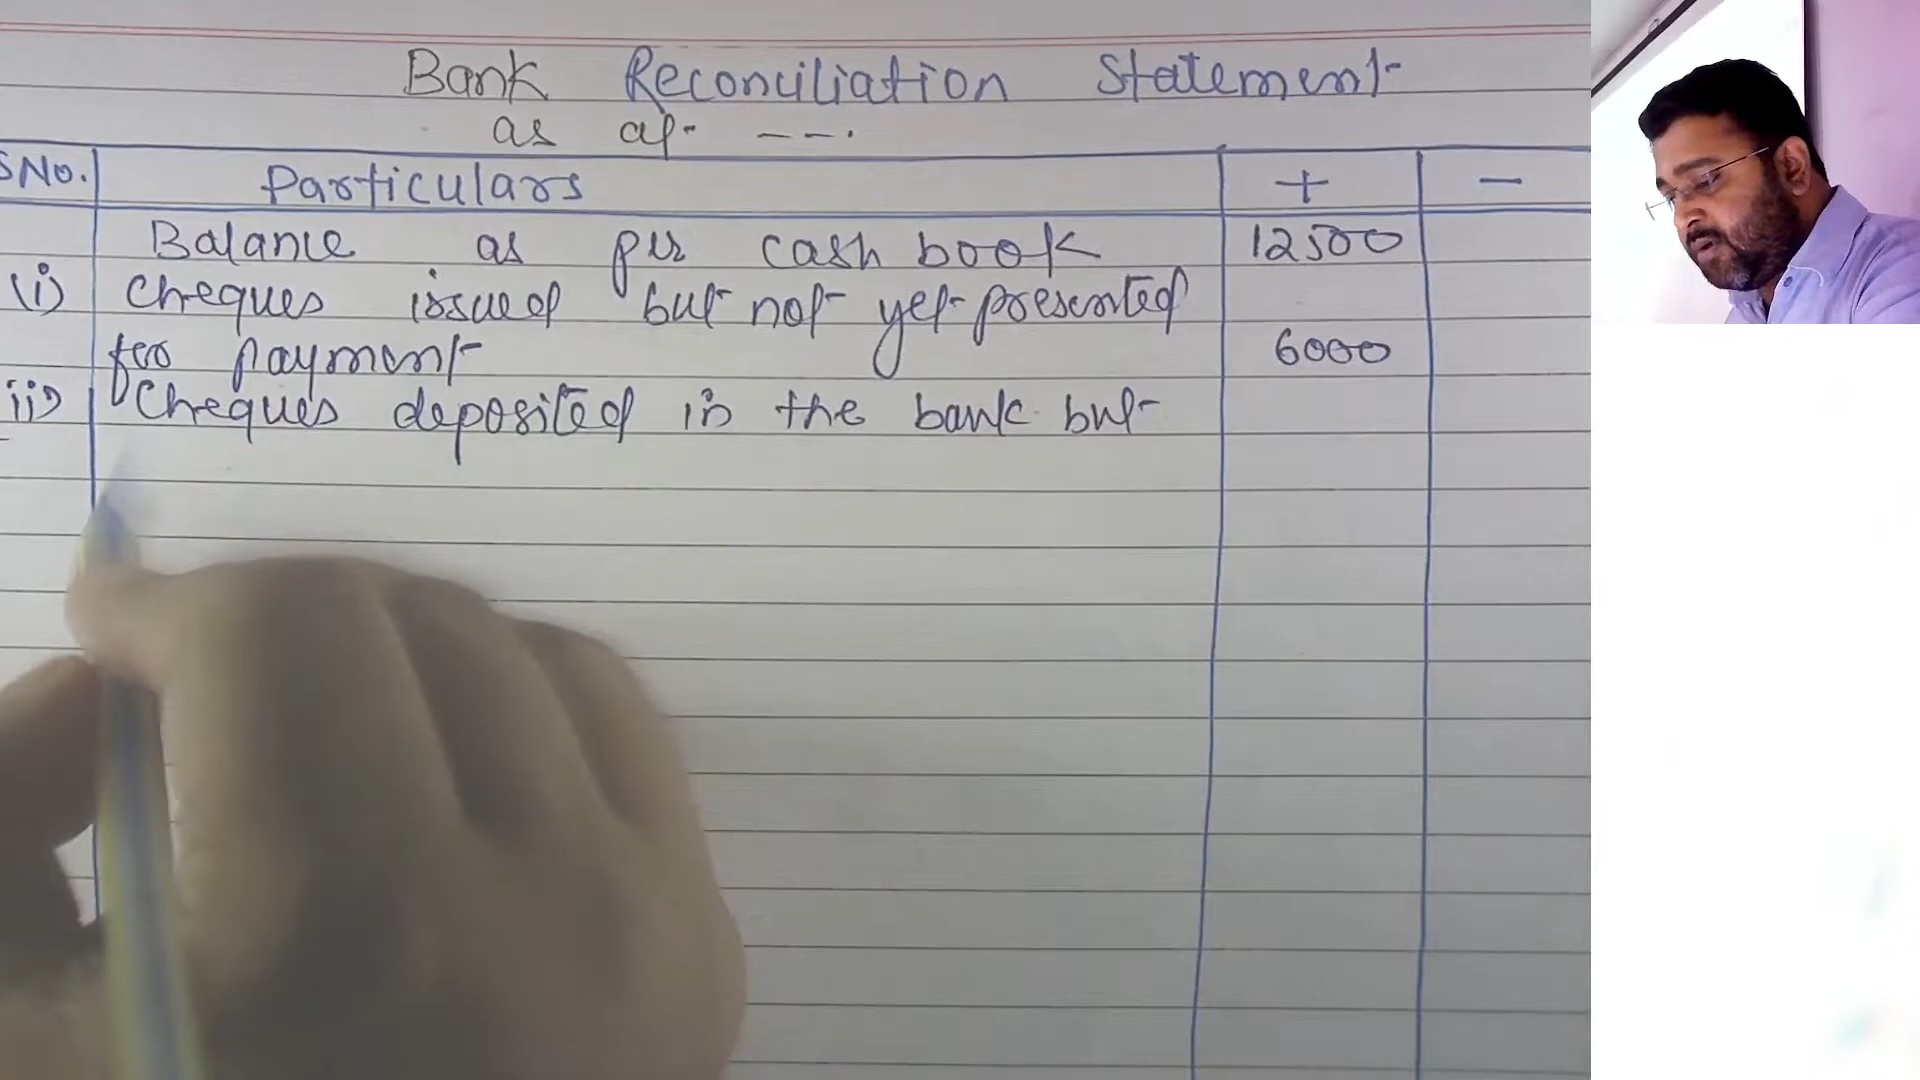 Bank Reconciliation Statement
as at ---.
SNo. Particulars + -
Balance as per cash book 12500
(i) Cheques issued but not yet presented
for payment 6000
ii) Cheques deposited in the bank but